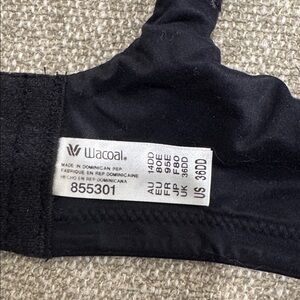 Wacoal®
MADE IN DOMINICAN REP.
FABRIQUE EN REP. DOMINICAINE
HECHO EN REP. DOMINICANA
855301
AU 14DD
EU 80E
FR 95E
JP F80
UK 36DD
US 36DD